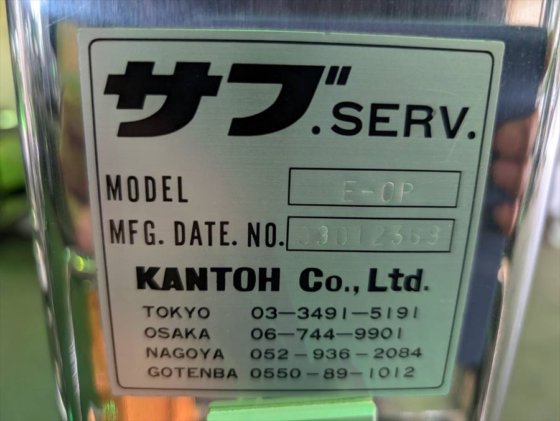 サブ.SERV.
MODEL E-OP
MFG. DATE. NO.
KANTOH Co., Ltd.
TOKYO 03-3491-5191
OSAKA 06-744-9901
NAGOYA 052-936-2084
GOTENBA 0550-89-1012